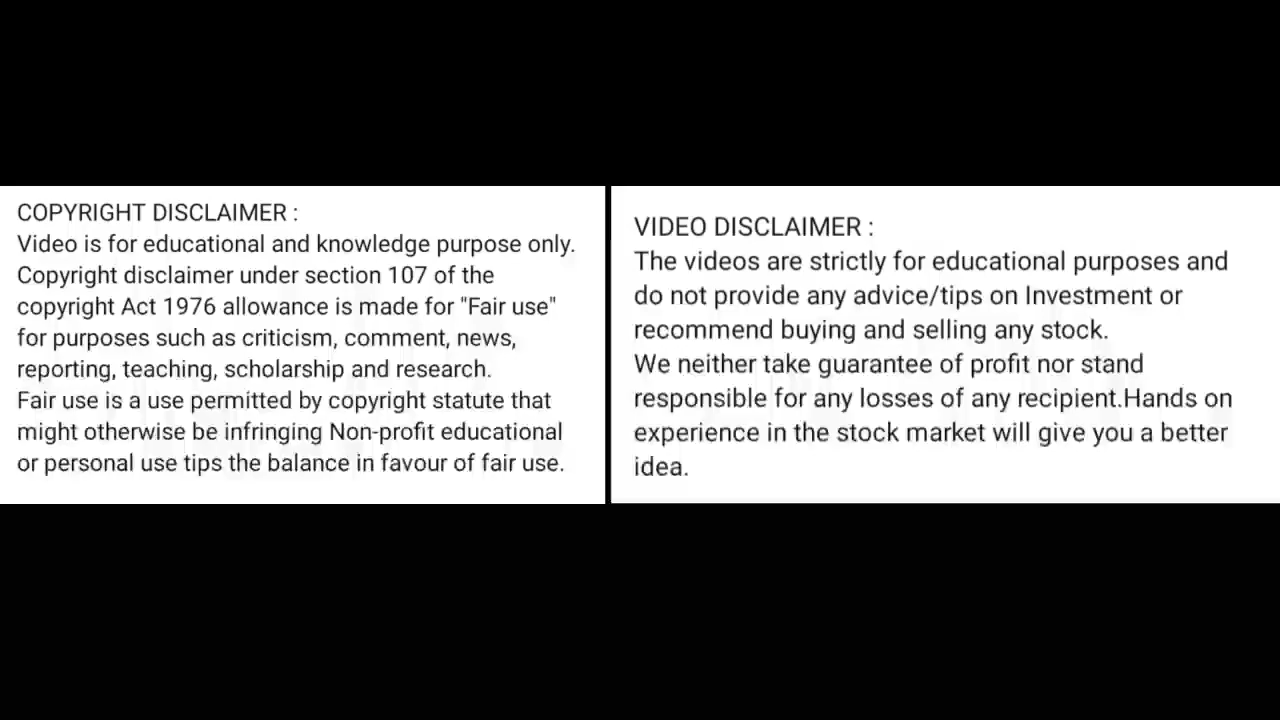 COPYRIGHT DISCLAIMER :
Video is for educational and knowledge purpose only.
Copyright disclaimer under section 107 of the
copyright Act 1976 allowance is made for "Fair use"
for purposes such as criticism, comment, news,
reporting, teaching, scholarship and research.
Fair use is a use permitted by copyright statute that
might otherwise be infringing Non-profit educational
or personal use tips the balance in favour of fair use.
VIDEO DISCLAIMER :
The videos are strictly for educational purposes and
do not provide any advice/tips on Investment or
recommend buying and selling any stock.
We neither take guarantee of profit nor stand
responsible for any losses of any recipient.Hands on
experience in the stock market will give you a better
idea.